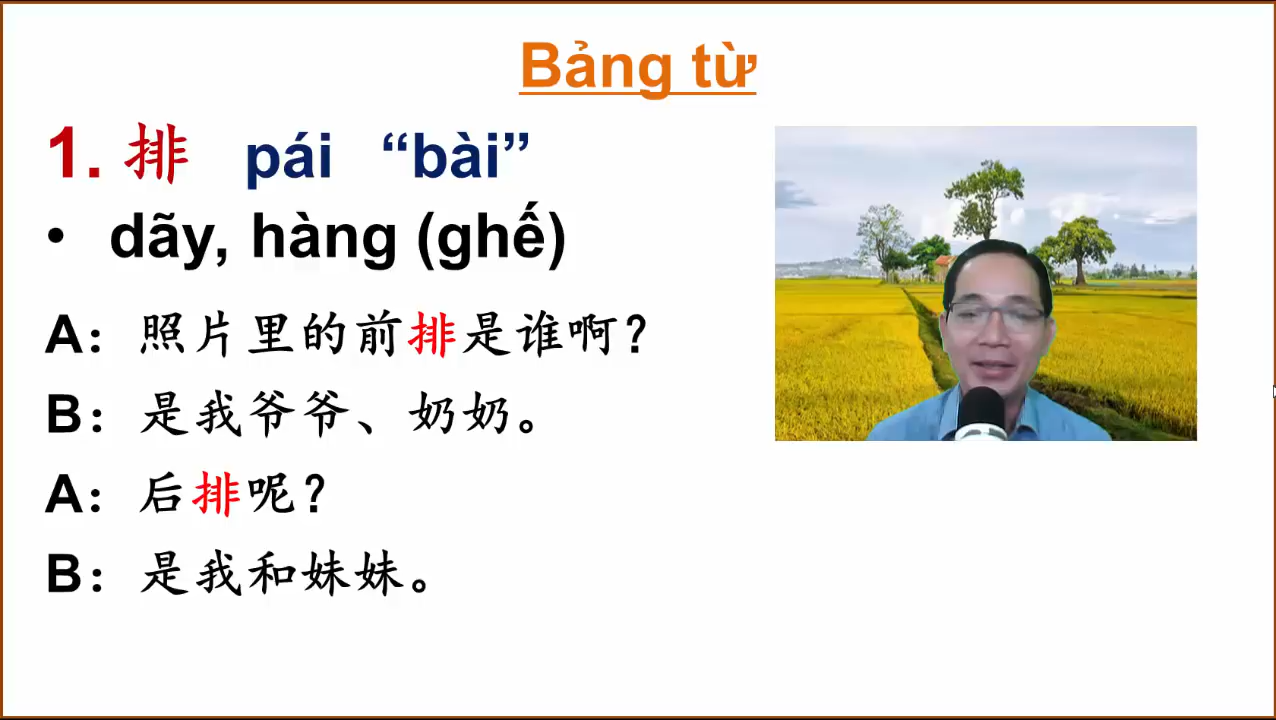 Bảng từ
1. 排 pái “bài”
• dãy, hàng (ghế)
A：照片里的前排是谁啊？
B：是我爷爷、奶奶。
A：后排呢？
B：是我和妹妹。